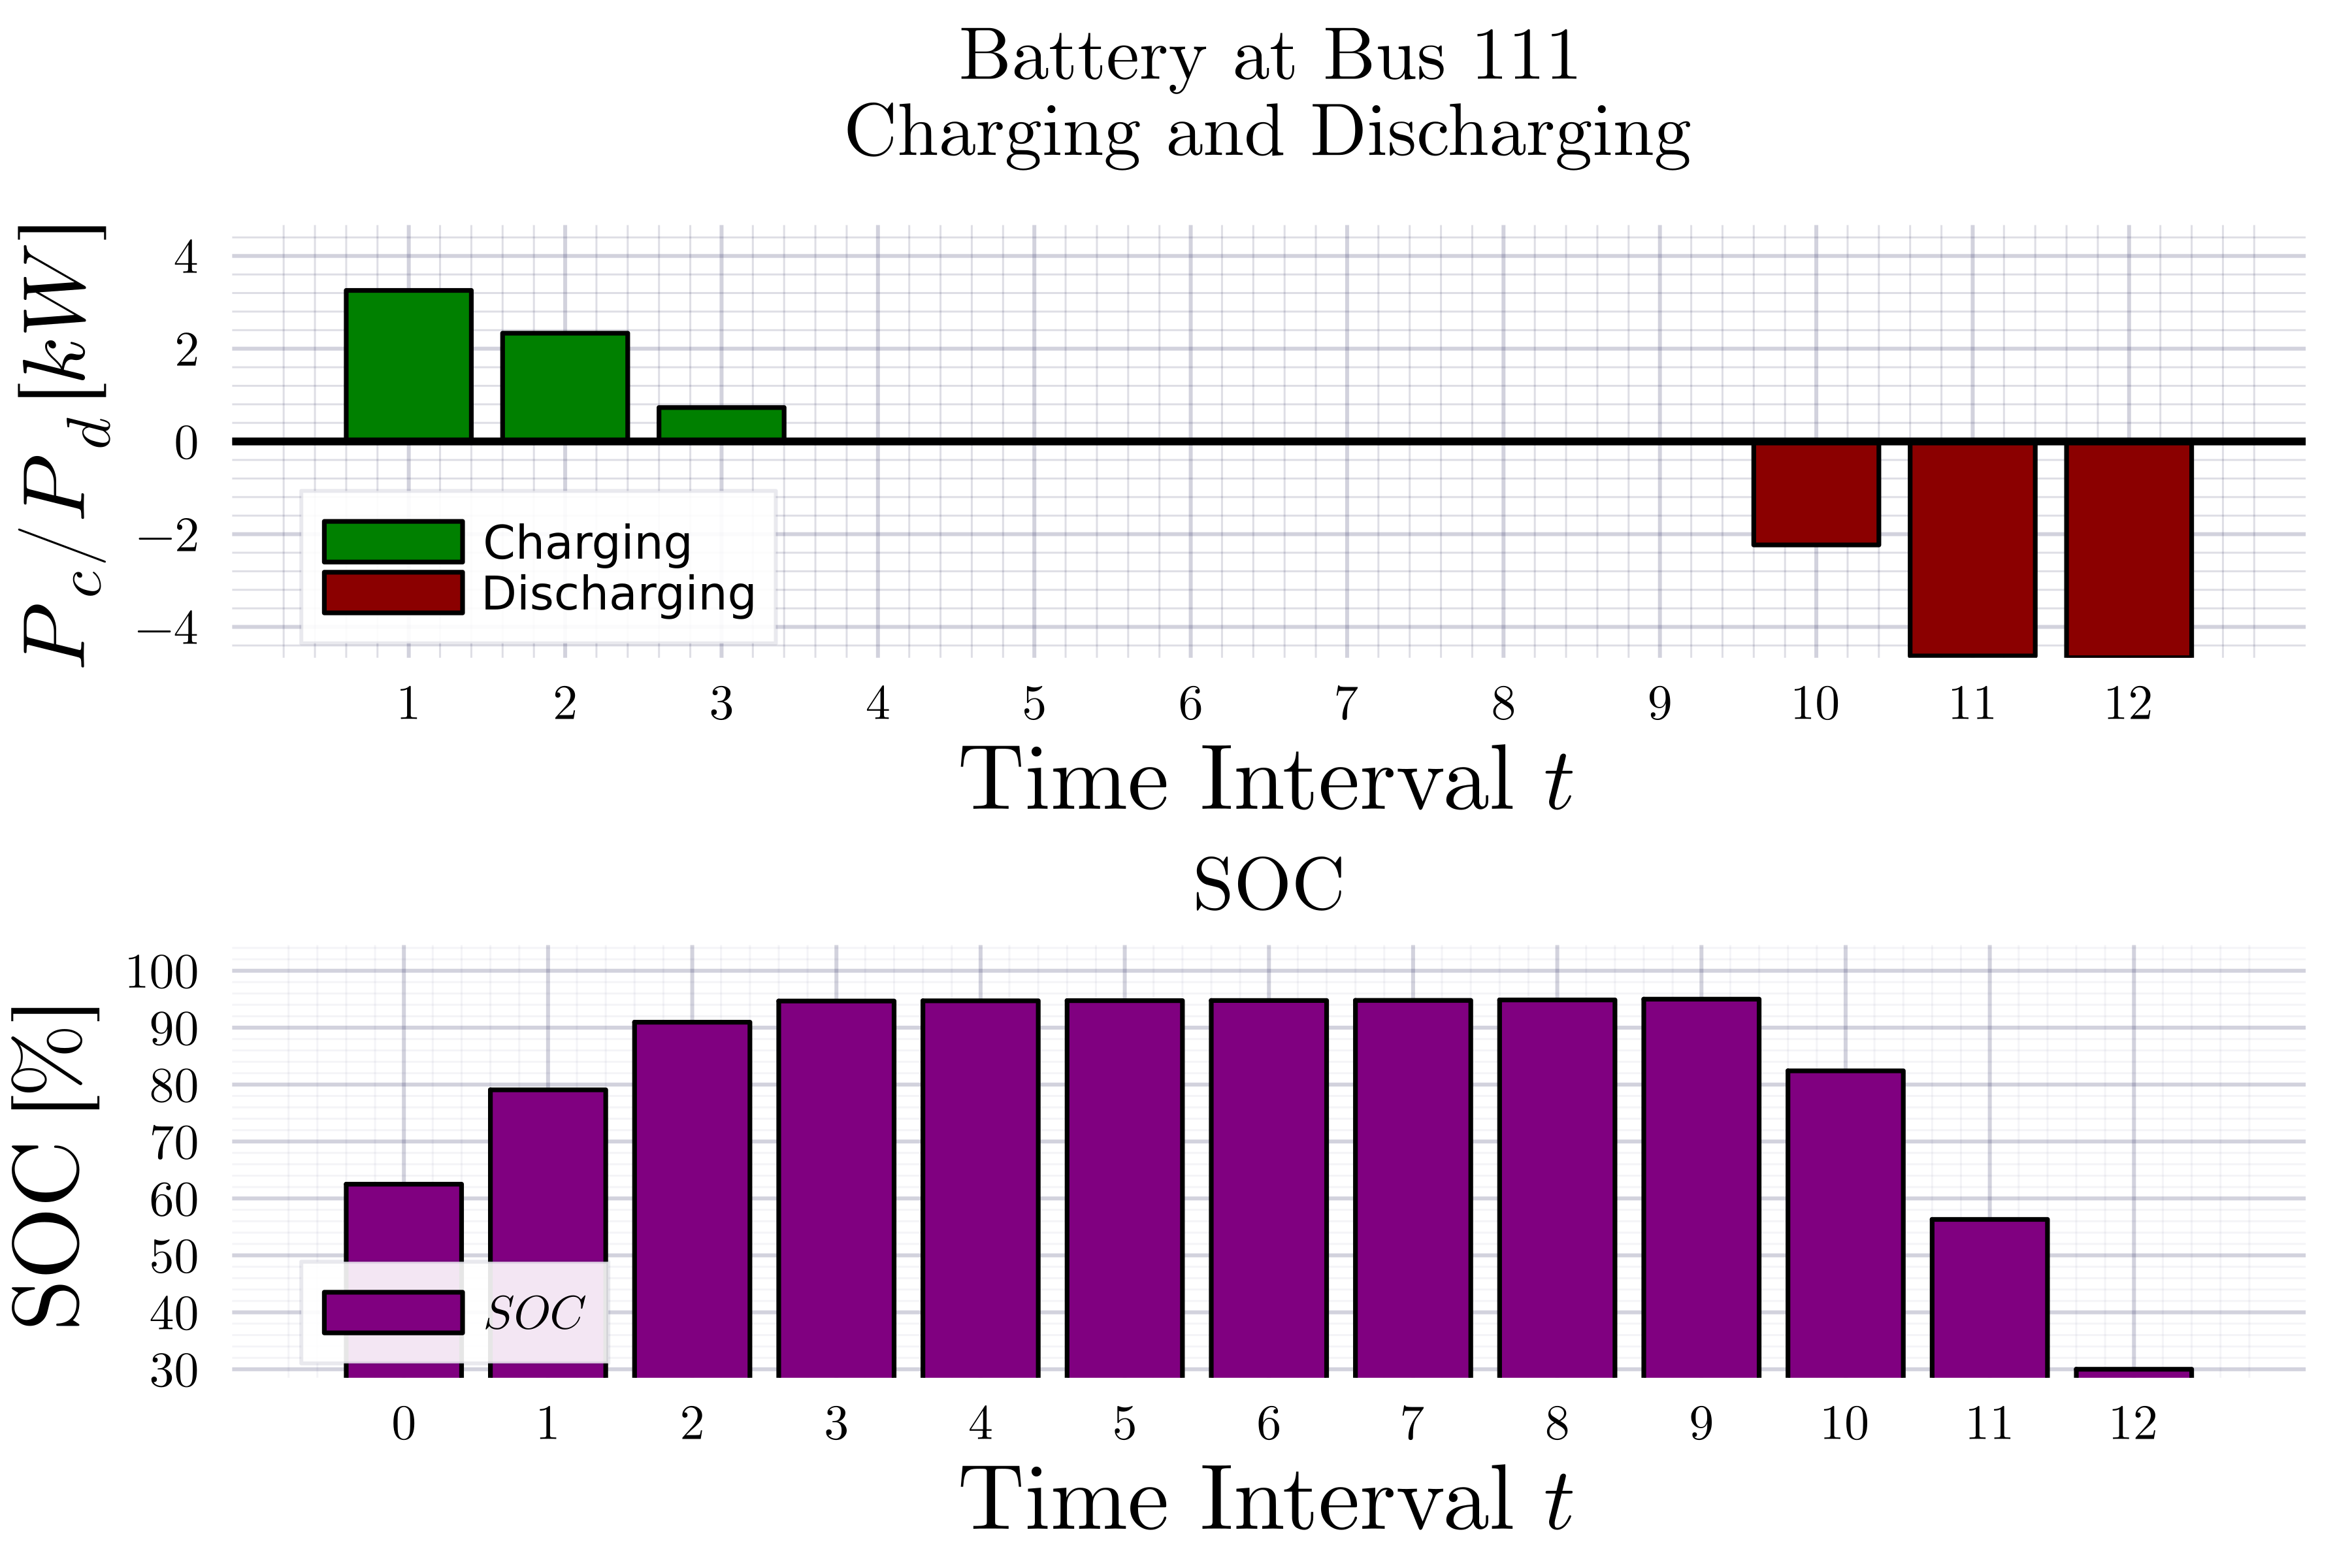 Battery at Bus 111
Charging and Discharging
P_c/P_d [kW]
4
2
0
−2
−4
Charging
Discharging
1 2 3 4 5 6 7 8 9 10 11 12
Time Interval t
SOC
SOC [%]
100
90
80
70
60
50
40
30
SOC
0 1 2 3 4 5 6 7 8 9 10 11 12
Time Interval t